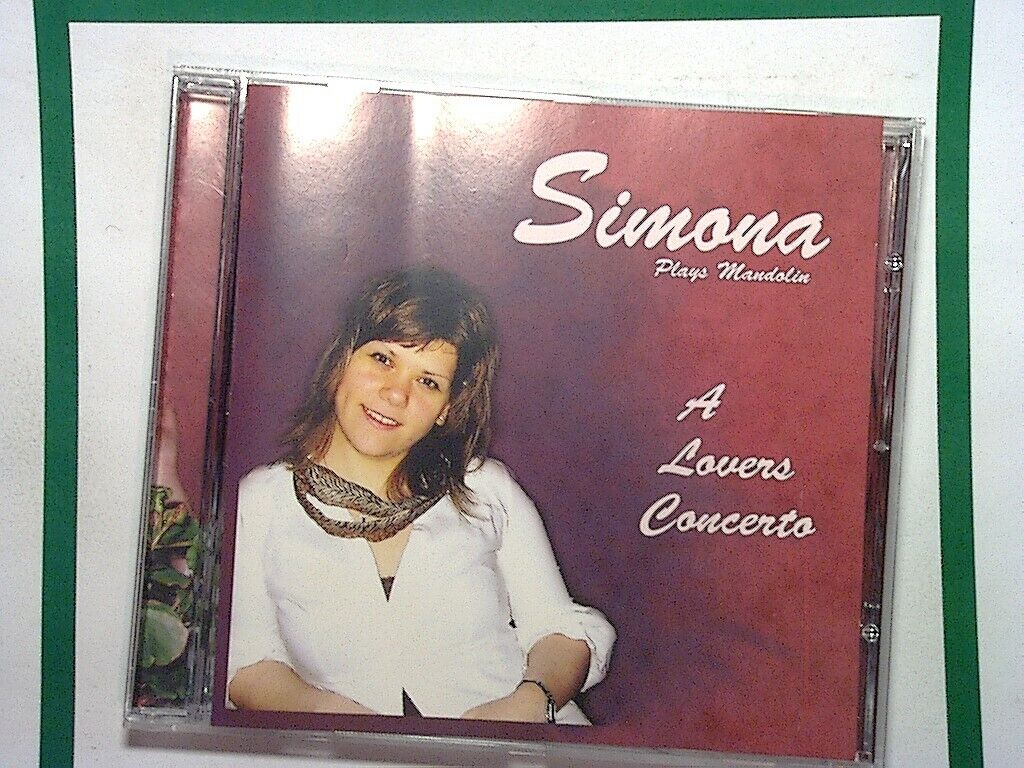 Simona
Plays Mandolin
A
Lovers
Concerto